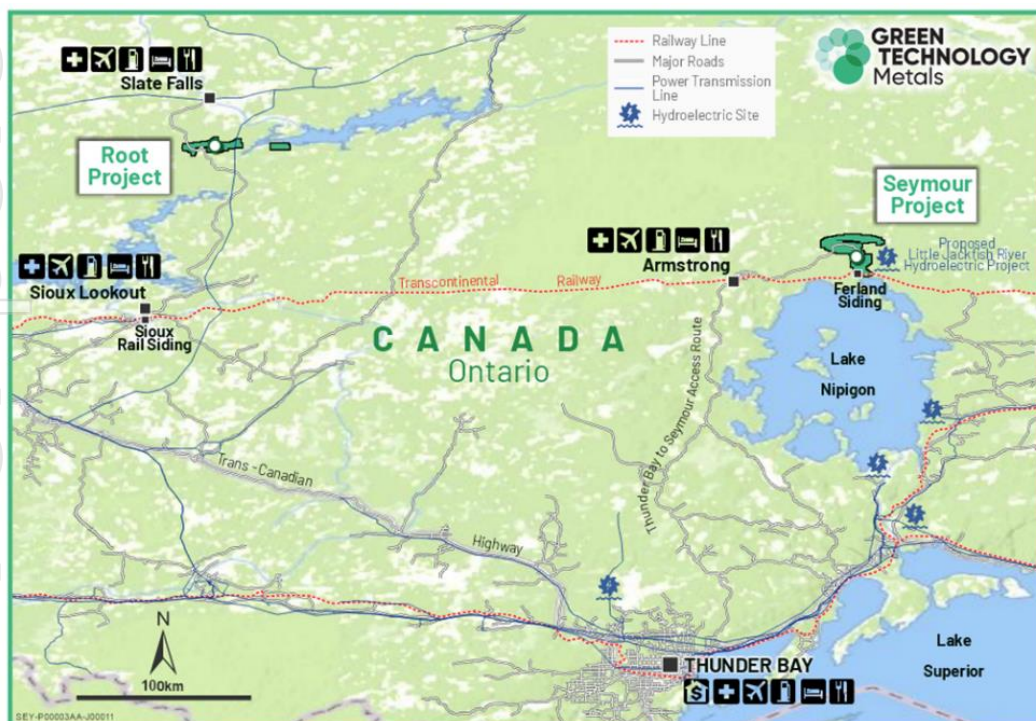 Slate Falls
Root
Project
Railway Line
Major Roads
Power Transmission
Line
Hydroelectric Site
GREEN
TECHNOLOGY
Metals
Seymour
Project
Proposed
Little Jackfish River
Hydroelectric Project
Armstrong
Ferland
Siding
Sioux Lookout
Sioux
Rail Siding
Transcontinental Railway
CANADA
Ontario
Lake
Nipigon
Thunder Bay to Seymour Access Route
Trans-Canadian Highway
N
100km
THUNDER BAY
$
Lake
Superior
SEY-P00003AA-J00011